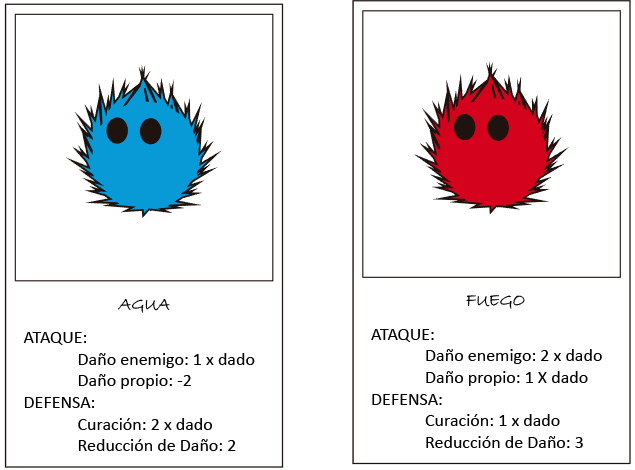 AGUA
ATAQUE:
Daño enemigo: 1 x dado
Daño propio: -2
DEFENSA:
Curación: 2 x dado
Reducción de Daño: 2
FUEGO
ATAQUE:
Daño enemigo: 2 x dado
Daño propio: 1 X dado
DEFENSA:
Curación: 1 x dado
Reducción de Daño: 3